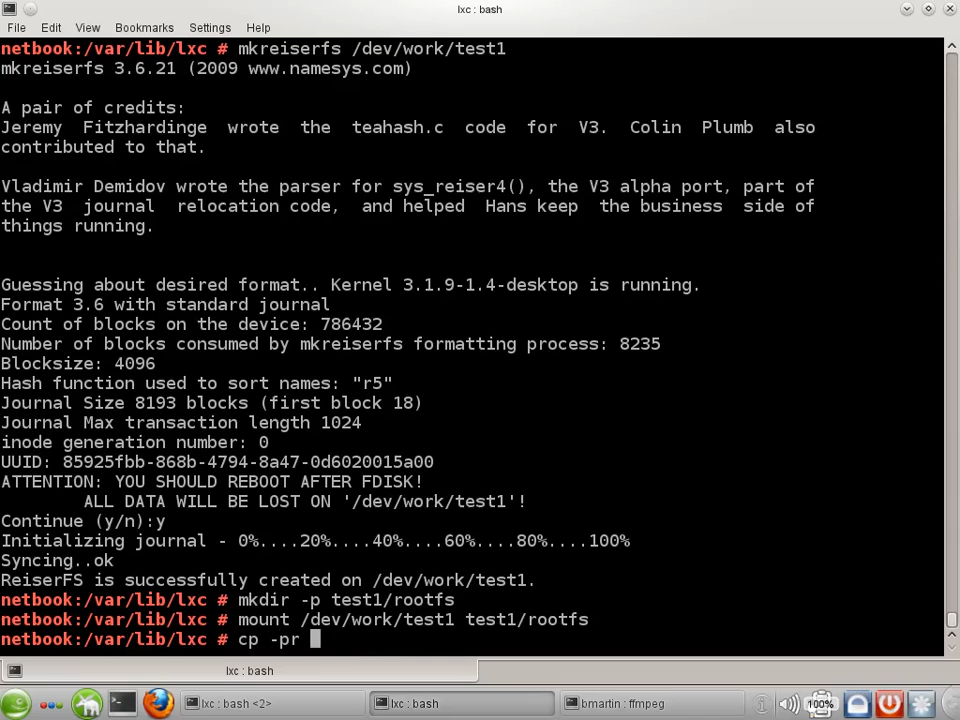 lxc : bash
File Edit View Bookmarks Settings Help
netbook:/var/lib/lxc # mkreiserfs /dev/work/test1
mkreiserfs 3.6.21 (2009 www.namesys.com)
A pair of credits:
Jeremy Fitzhardinge wrote the teahash.c code for V3. Colin Plumb also
contributed to that.
Vladimir Demidov wrote the parser for sys_reiser4(), the V3 alpha port, part of
the V3 journal relocation code, and helped Hans keep the business side of
things running.
Guessing about desired format.. Kernel 3.1.9-1.4-desktop is running.
Format 3.6 with standard journal
Count of blocks on the device: 786432
Number of blocks consumed by mkreiserfs formatting process: 8235
Blocksize: 4096
Hash function used to sort names: "r5"
Journal Size 8193 blocks (first block 18)
Journal Max transaction length 1024
inode generation number: 0
UUID: 85925fbb-868b-4794-8a47-0d6020015a00
ATTENTION: YOU SHOULD REBOOT AFTER FDISK!
ALL DATA WILL BE LOST ON '/dev/work/test1'!
Continue (y/n):y
Initializing journal - 0%....20%....40%....60%....80%....100%
Syncing..ok
ReiserFS is successfully created on /dev/work/test1.
netbook:/var/lib/lxc # mkdir -p test1/rootfs
netbook:/var/lib/lxc # mount /dev/work/test1 test1/rootfs
netbook:/var/lib/lxc # cp -pr
lxc : bash
lxc : bash <2> lxc : bash bmartin : ffmpeg 100%